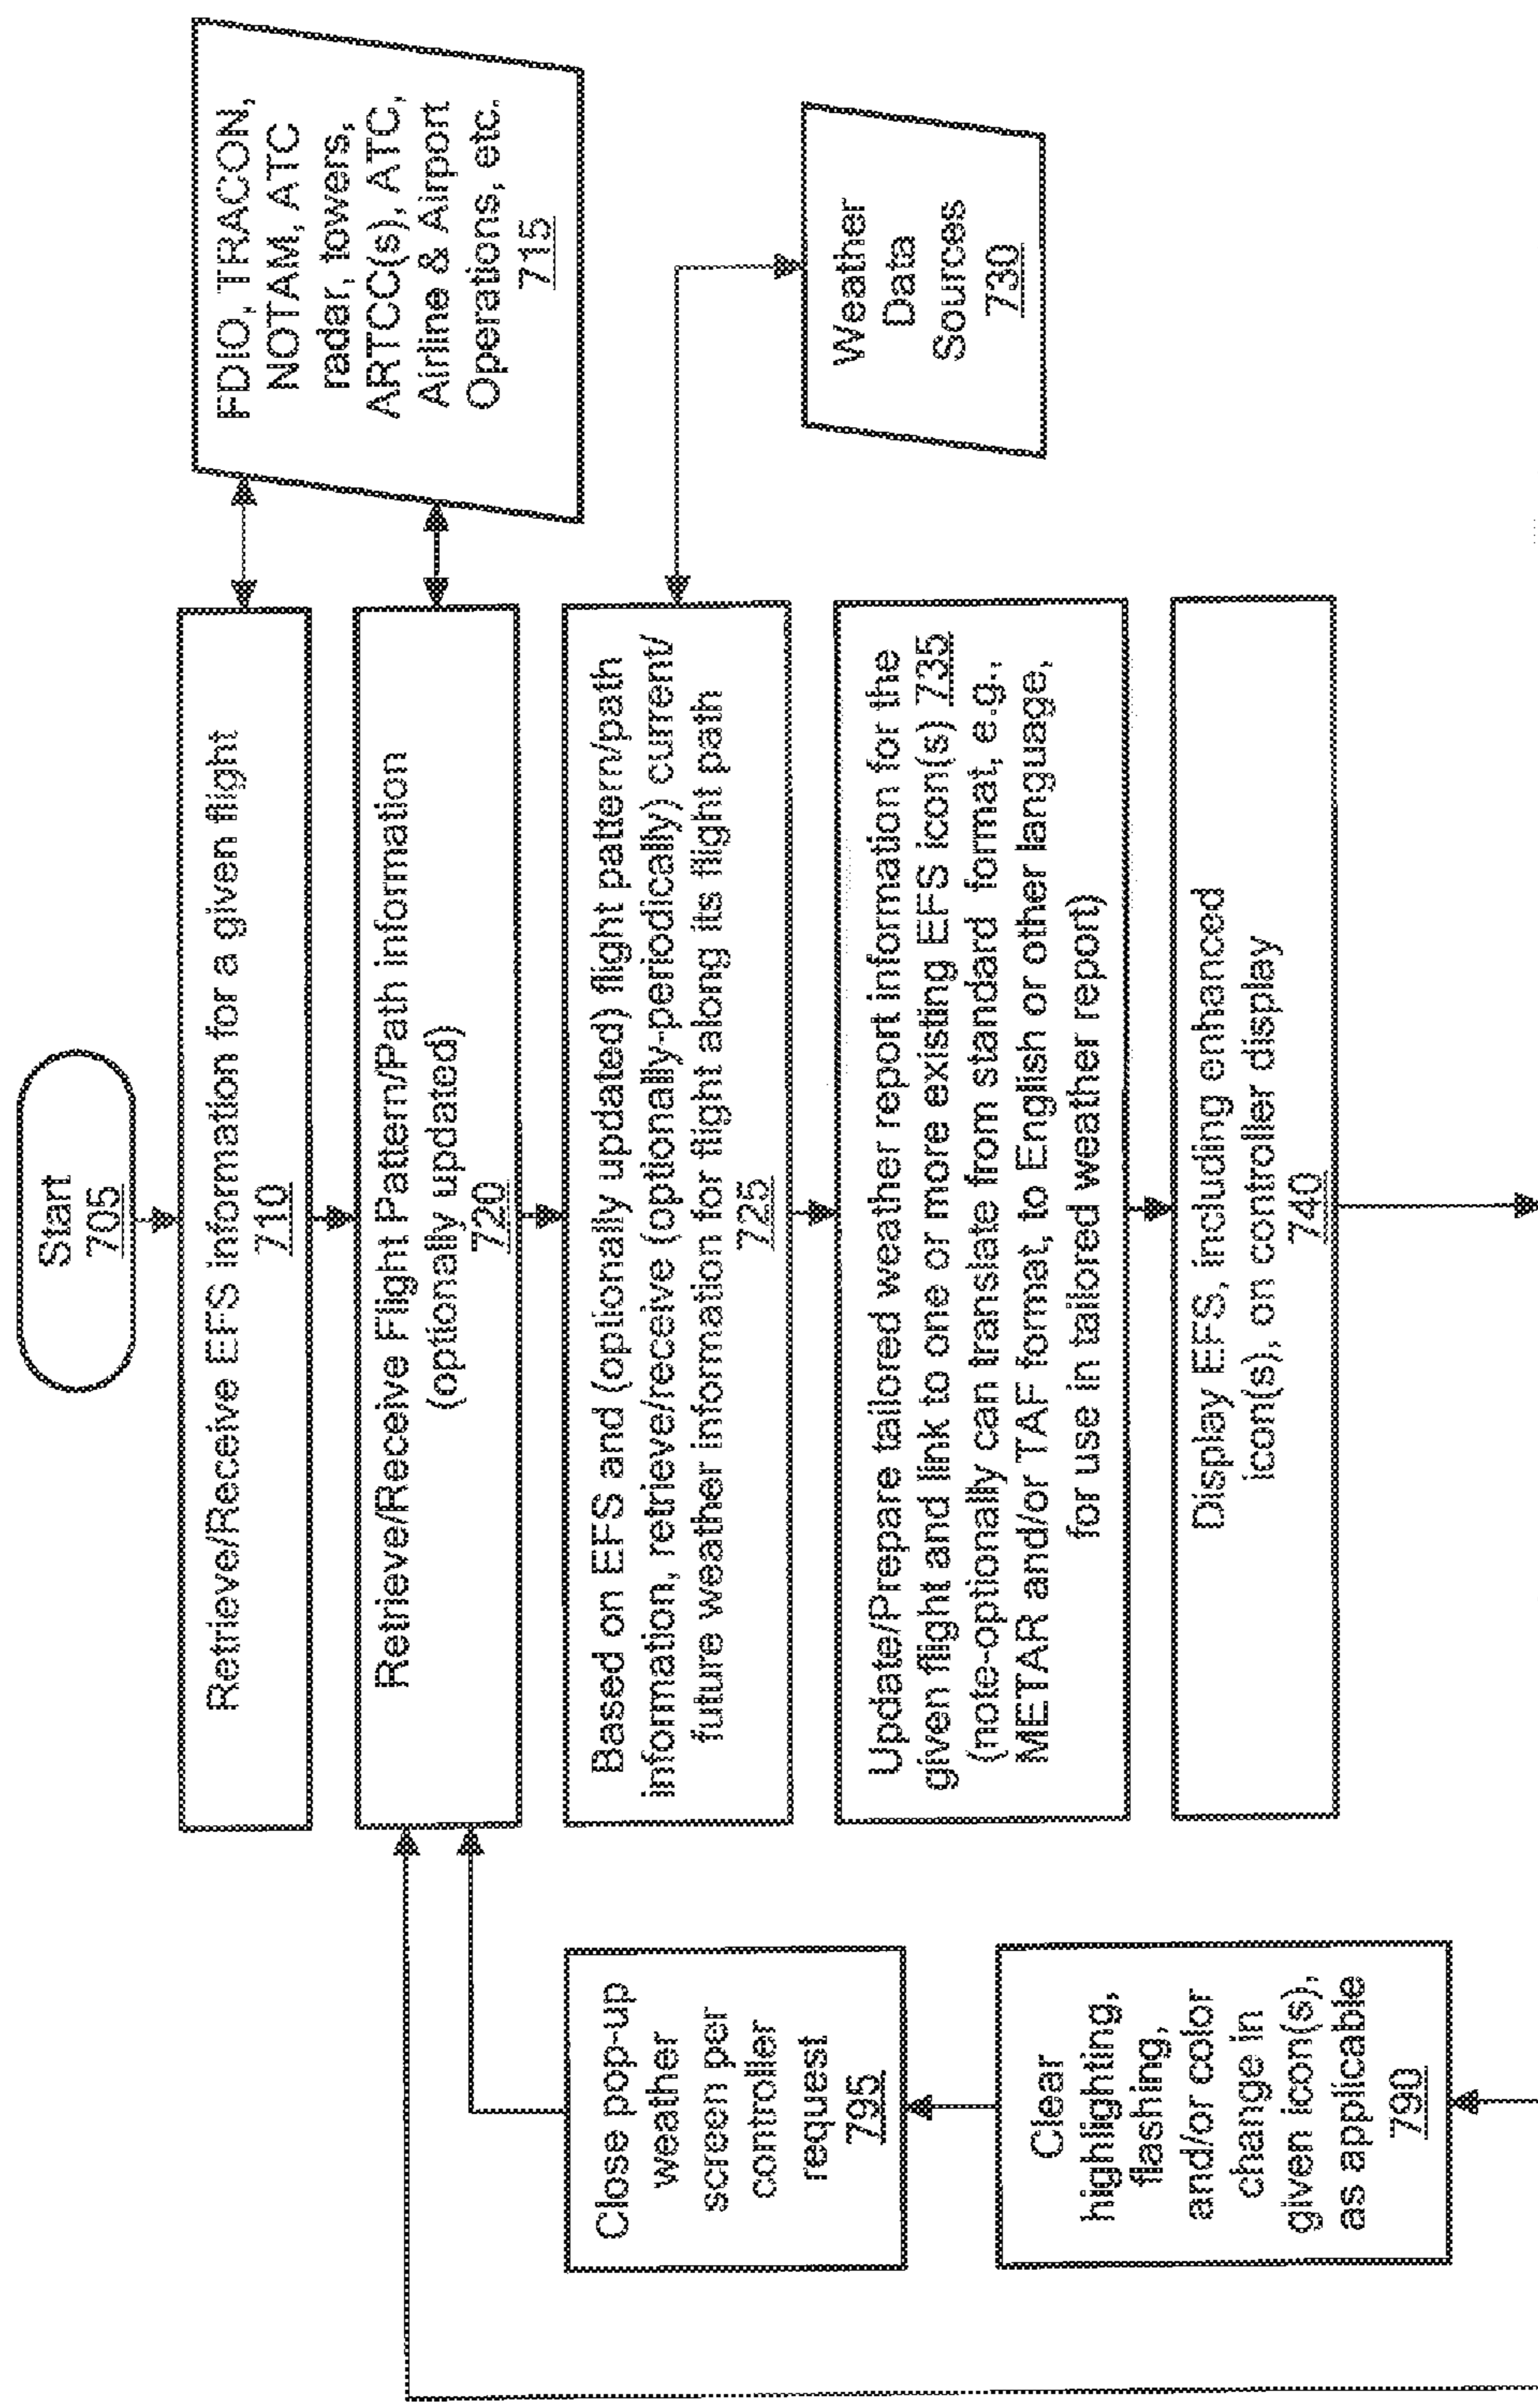 Start
705
Retrieve/Receive EFS information for a given flight
710
FDIO, TRACON,
NOTAM, ATC
radar, towers,
ARTCC(s), ATC,
Airline & Airport
Operations, etc.
715
Retrieve/Receive Flight Pattern/Path information
(optionally updated)
720
Based on EFS and (optionally updated) flight pattern/path
information, retrieve/receive (optionally-periodically) current/
future weather information for flight along its flight path
725
Weather
Data
Sources
730
Update/Prepare tailored weather report information for the
given flight and link to one or more existing EFS icon(s) 735
(note-optionally can translate from standard format, e.g.,
METAR and/or TAF format, to English or other language,
for use in tailored weather report)
Display EFS, including enhanced
icon(s), on controller display
740
Close pop-up
weather
screen per
controller
request
795
Clear
highlighting,
flashing,
and/or color
change in
given icon(s),
as applicable
790